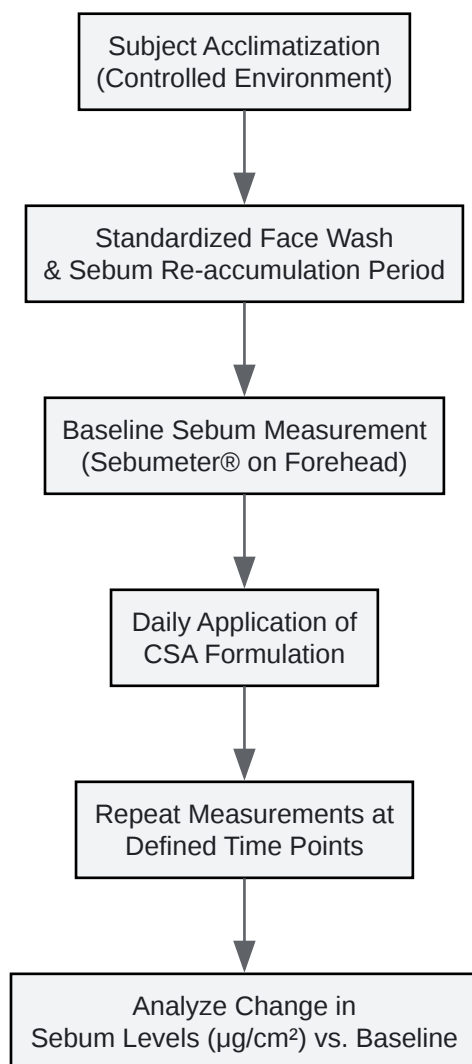 Subject Acclimatization
(Controlled Environment)
Standardized Face Wash
& Sebum Re-accumulation Period
Baseline Sebum Measurement
(Sebumeter® on Forehead)
Daily Application of
CSA Formulation
Repeat Measurements at
Defined Time Points
Analyze Change in
Sebum Levels (µg/cm²) vs. Baseline